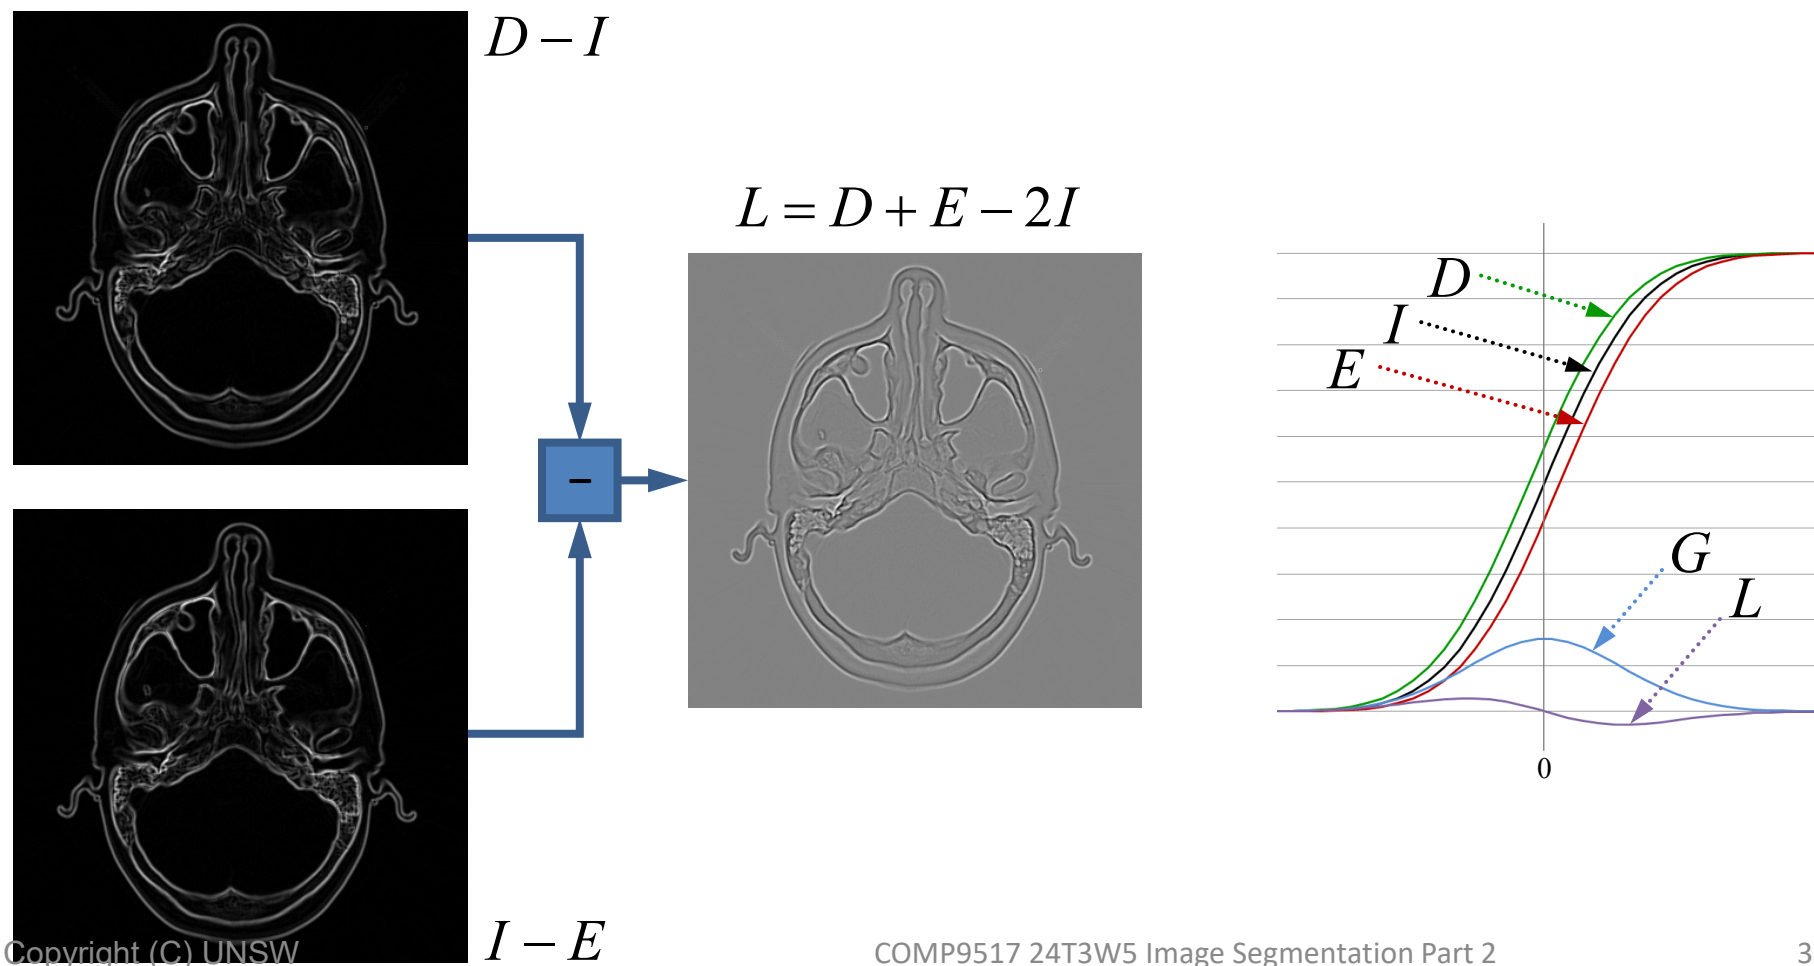 D − I
L = D + E − 2I
D
I
E
G
L
0
−
I − E
Copyright (C) UNSW
COMP9517 24T3W5 Image Segmentation Part 2
3